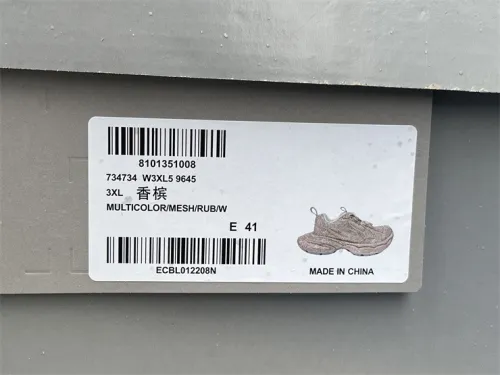 8101351008
734734 W3XL5 9645
3XL 香槟
MULTICOLOR/MESH/RUB/W
E 41
ECBL012208N
MADE IN CHINA